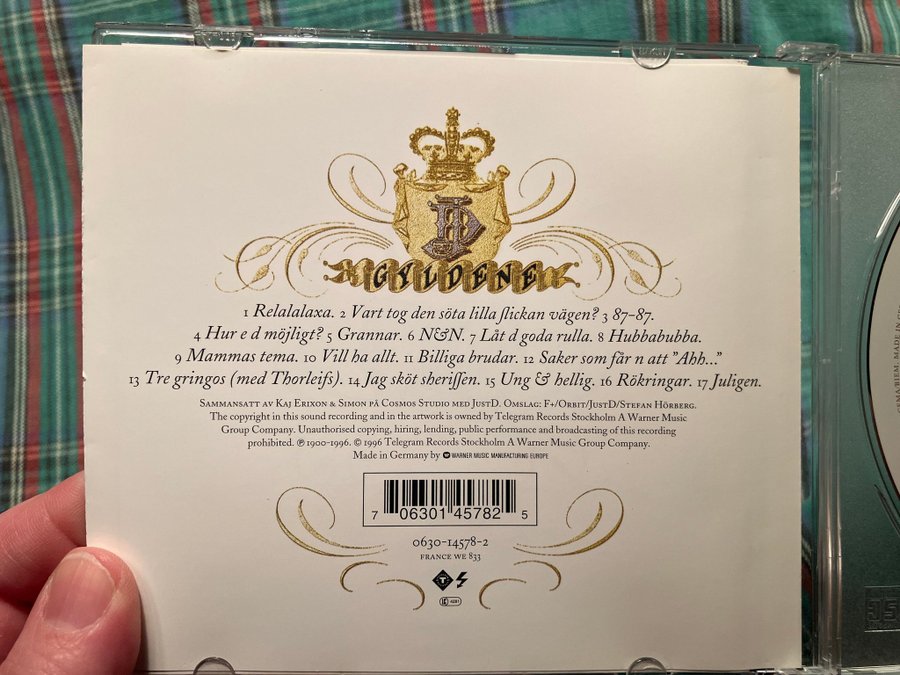 JD
GYLDENE
1 Relalalaxa. 2 Vart tog den söta lilla flickan vägen? 3 87–87.
4 Hur e d möjligt? 5 Grannar. 6 N&N. 7 Låt d goda rulla. 8 Hubbabubba.
9 Mammas tema. 10 Vill ha allt. 11 Billiga brudar. 12 Saker som får n att "Ahh..."
13 Tre gringos (med Thorleifs). 14 Jag sköt sheriffen. 15 Ung & hellig. 16 Rökringar. 17 Juligen.
Sammansatt av Kaj Erixon & Simon på Cosmos Studio med JustD. Omslag: F+/Orbit/JustD/Stefan Hörberg.
The copyright in this sound recording and in the artwork is owned by Telegram Records Stockholm A Warner Music
Group Company. Unauthorised copying, hiring, lending, public performance and broadcasting of this recording
prohibited. ℗ 1990-1996. © 1996 Telegram Records Stockholm A Warner Music Group Company.
Made in Germany by WARNER MUSIC MANUFACTURING EUROPE
7 06301 45782 5
0630-14578-2
FRANCE WE 833
T
LC 4281